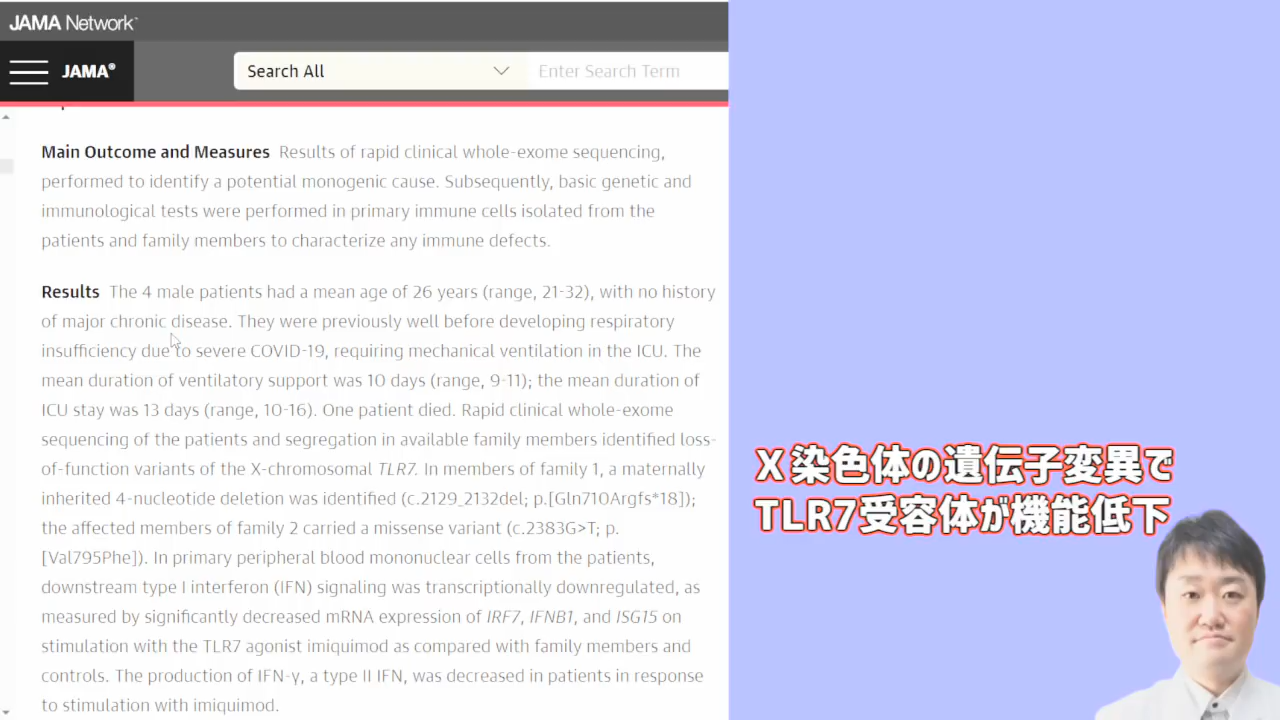 JAMA Network™
JAMA®
Search All
Enter Search Term
Main Outcome and Measures Results of rapid clinical whole-exome sequencing,
performed to identify a potential monogenic cause. Subsequently, basic genetic and
immunological tests were performed in primary immune cells isolated from the
patients and family members to characterize any immune defects.
Results The 4 male patients had a mean age of 26 years (range, 21-32), with no history
of major chronic disease. They were previously well before developing respiratory
insufficiency due to severe COVID-19, requiring mechanical ventilation in the ICU. The
mean duration of ventilatory support was 10 days (range, 9-11); the mean duration of
ICU stay was 13 days (range, 10-16). One patient died. Rapid clinical whole-exome
sequencing of the patients and segregation in available family members identified loss-
of-function variants of the X-chromosomal TLR7. In members of family 1, a maternally
inherited 4-nucleotide deletion was identified (c.2129_2132del; p.[Gln710Argfs*18]);
the affected members of family 2 carried a missense variant (c.2383G>T; p.
[Val795Phe]). In primary peripheral blood mononuclear cells from the patients,
downstream type I interferon (IFN) signaling was transcriptionally downregulated, as
measured by significantly decreased mRNA expression of IRF7, IFNB1, and ISG15 on
stimulation with the TLR7 agonist imiquimod as compared with family members and
controls. The production of IFN-γ, a type II IFN, was decreased in patients in response
to stimulation with imiquimod.
X染色体の遺伝子変異で
TLR7受容体が機能低下